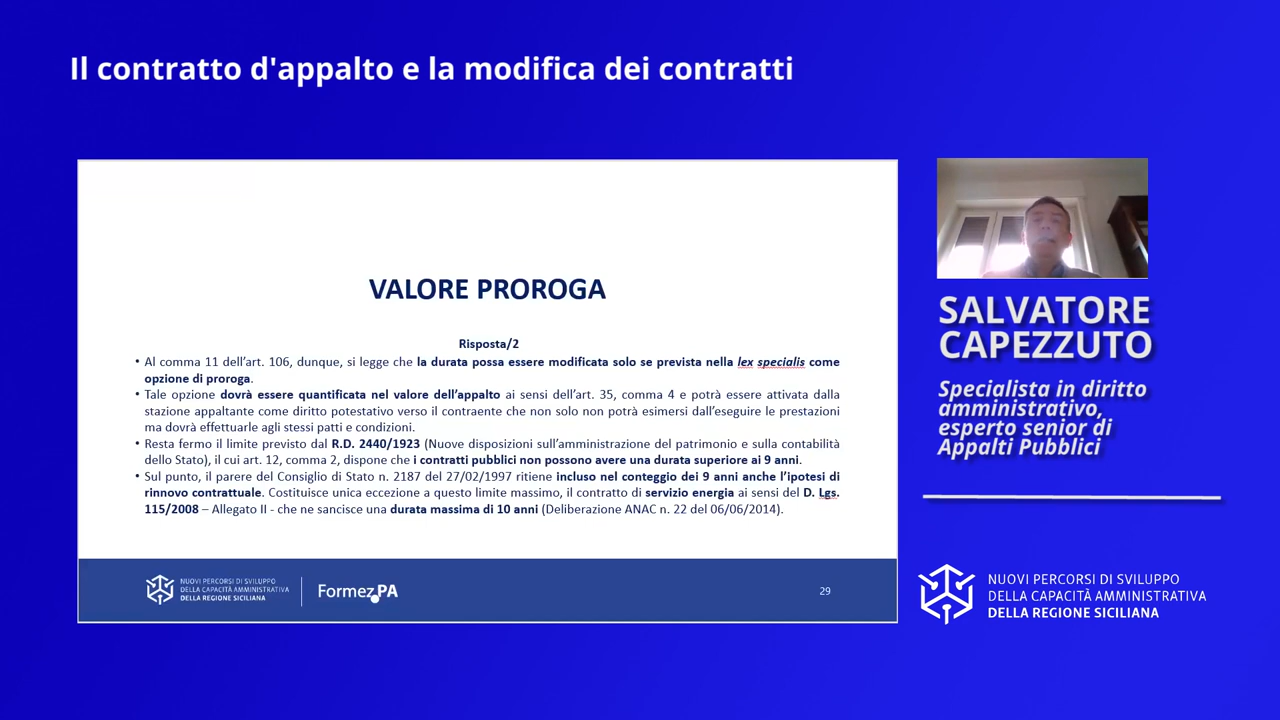 Il contratto d'appalto e la modifica dei contratti
VALORE PROROGA
Risposta/2
• Al comma 11 dell'art. 106, dunque, si legge che la durata possa essere modificata solo se prevista nella lex specialis come
opzione di proroga.
• Tale opzione dovrà essere quantificata nel valore dell'appalto ai sensi dell'art. 35, comma 4 e potrà essere attivata dalla
stazione appaltante come diritto potestativo verso il contraente che non solo non potrà esimersi dall'eseguire le prestazioni
ma dovrà effettuarle agli stessi patti e condizioni.
• Resta fermo il limite previsto dal R.D. 2440/1923 (Nuove disposizioni sull'amministrazione del patrimonio e sulla contabilità
dello Stato), il cui art. 12, comma 2, dispone che i contratti pubblici non possono avere una durata superiore ai 9 anni.
• Sul punto, il parere del Consiglio di Stato n. 2187 del 27/02/1997 ritiene incluso nel conteggio dei 9 anni anche l'ipotesi di
rinnovo contrattuale. Costituisce unica eccezione a questo limite massimo, il contratto di servizio energia ai sensi del D. Lgs.
115/2008 – Allegato II - che ne sancisce una durata massima di 10 anni (Deliberazione ANAC n. 22 del 06/06/2014).
NUOVI PERCORSI DI SVILUPPO
DELLA CAPACITÀ AMMINISTRATIVA
DELLA REGIONE SICILIANA
Formez PA
29
SALVATORE
CAPEZZUTO
Specialista in diritto
amministrativo,
esperto senior di
Appalti Pubblici
NUOVI PERCORSI DI SVILUPPO
DELLA CAPACITÀ AMMINISTRATIVA
DELLA REGIONE SICILIANA